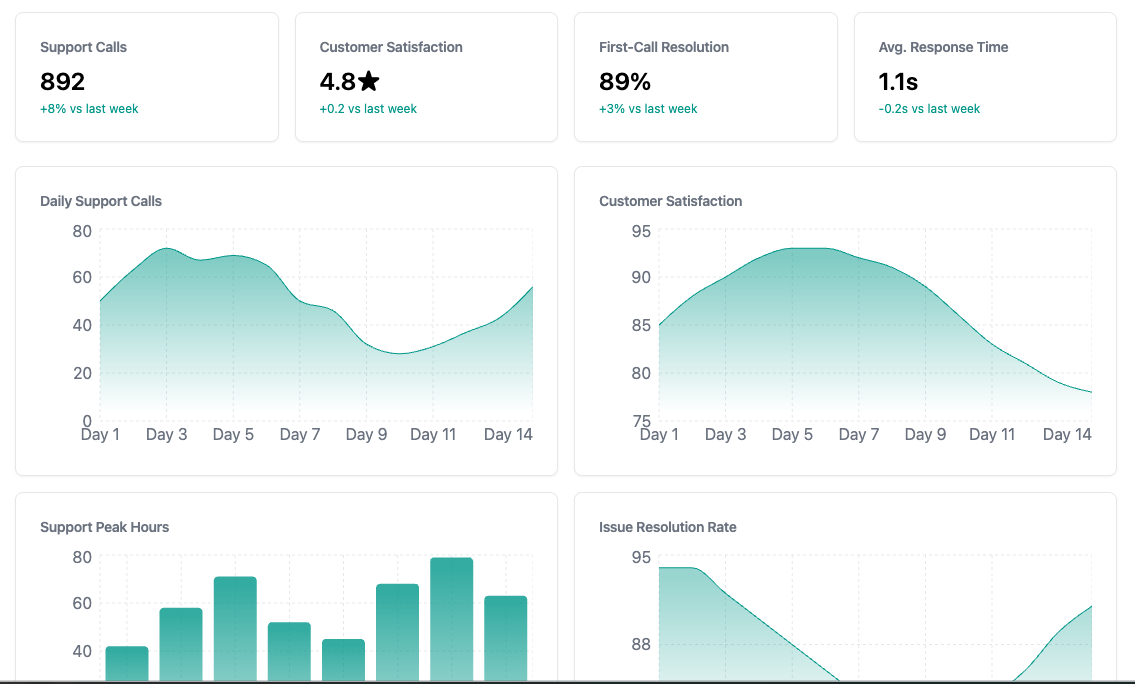 Support Calls
892
+8% vs last week
Customer Satisfaction
4.8★
+0.2 vs last week
First-Call Resolution
89%
+3% vs last week
Avg. Response Time
1.1s
-0.2s vs last week
Daily Support Calls
80
60
40
20
0
Day 1 Day 3 Day 5 Day 7 Day 9 Day 11 Day 14
Customer Satisfaction
95
90
85
80
75
Day 1 Day 3 Day 5 Day 7 Day 9 Day 11 Day 14
Support Peak Hours
80
60
40
Issue Resolution Rate
95
88